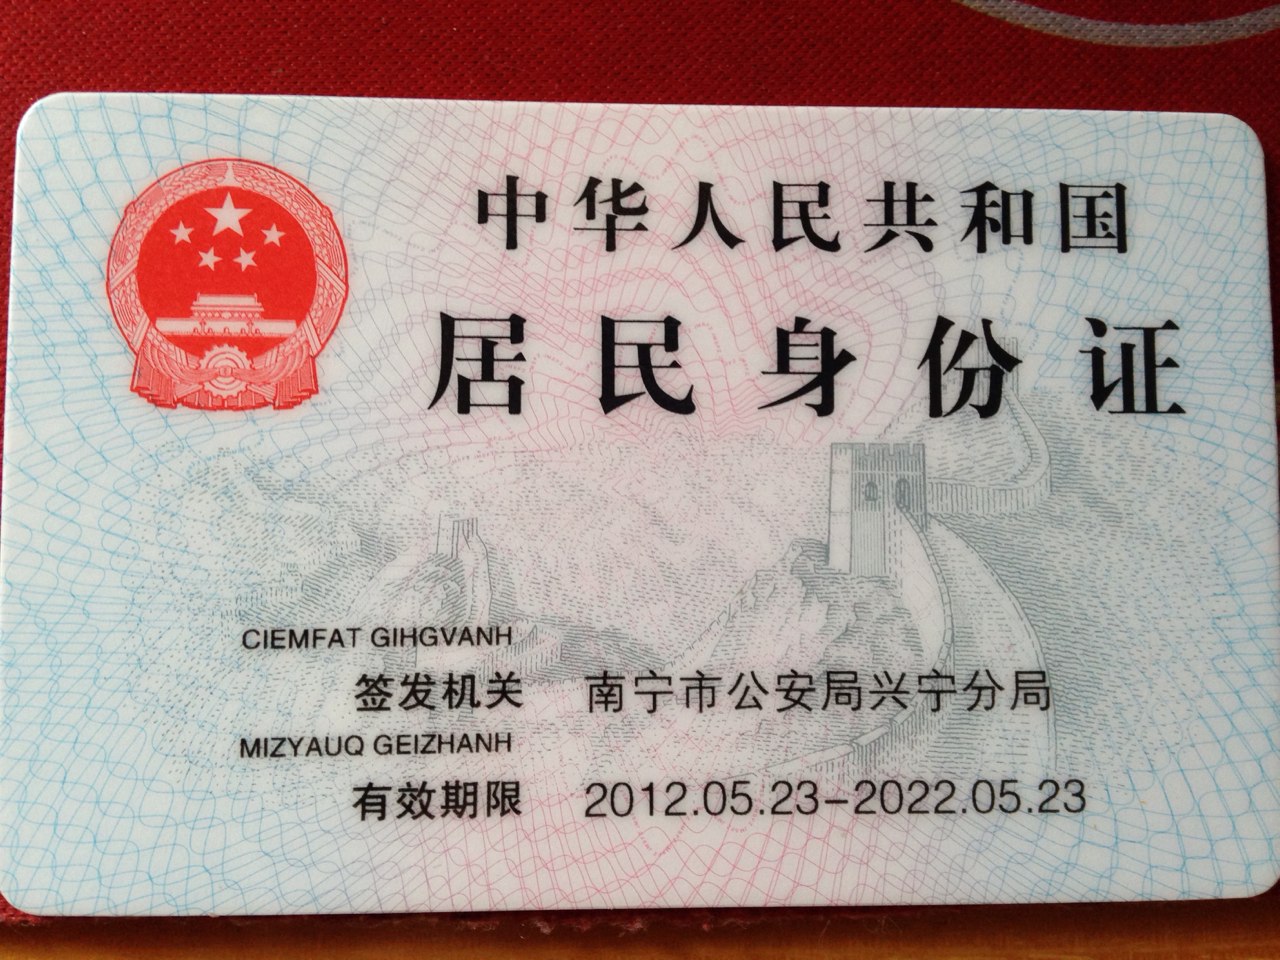 中华人民共和国
居民身份证
CIEMFAT GIHGVANH
签发机关 南宁市公安局兴宁分局
MIZYAUQ GEIZHANH
有效期限 2012.05.23-2022.05.23